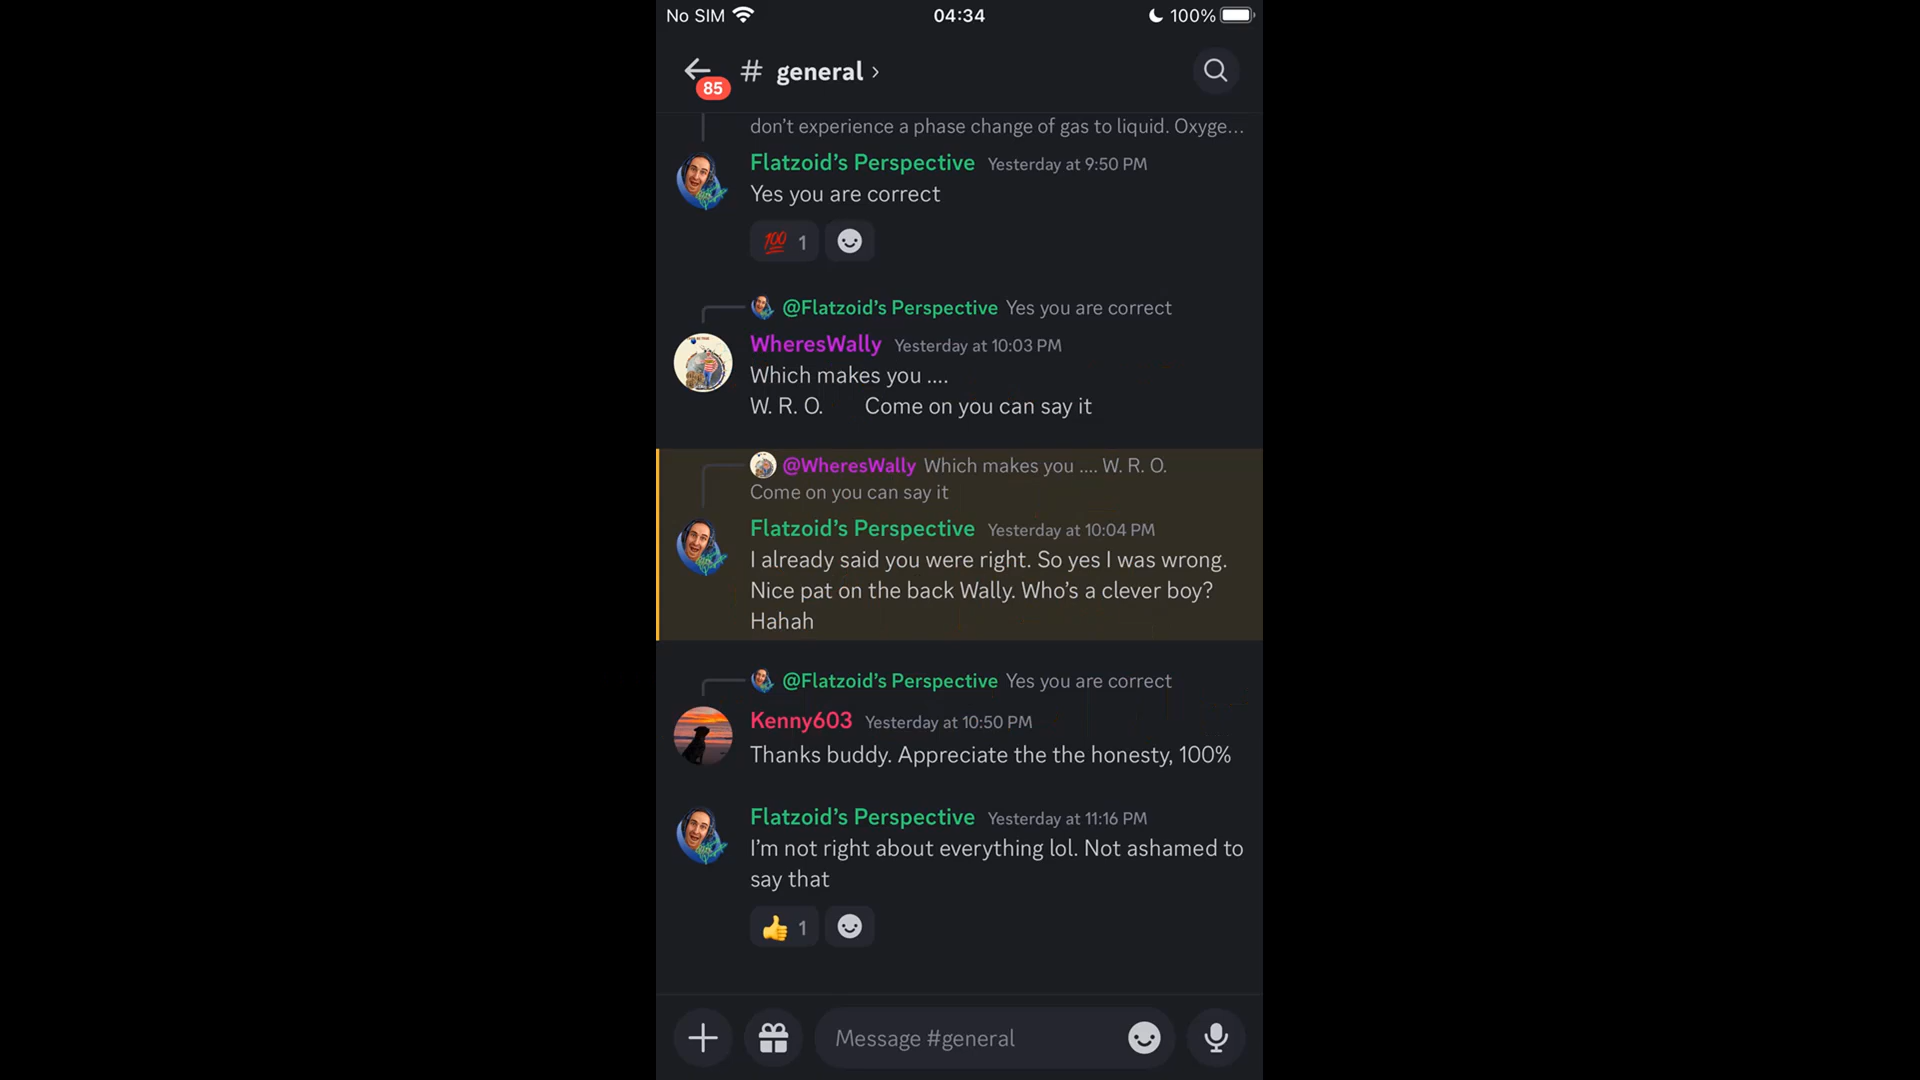 No SIM 04:34 100%
85 # general ›
don’t experience a phase change of gas to liquid. Oxyge...
Flatzoid’s Perspective Yesterday at 9:50 PM
Yes you are correct
💯 1
@Flatzoid’s Perspective Yes you are correct
WheresWally Yesterday at 10:03 PM
Which makes you ....
W. R. O. Come on you can say it
@WheresWally Which makes you .... W. R. O.
Come on you can say it
Flatzoid’s Perspective Yesterday at 10:04 PM
I already said you were right. So yes I was wrong.
Nice pat on the back Wally. Who’s a clever boy?
Hahah
@Flatzoid’s Perspective Yes you are correct
Kenny603 Yesterday at 10:50 PM
Thanks buddy. Appreciate the the honesty, 100%
Flatzoid’s Perspective Yesterday at 11:16 PM
I’m not right about everything lol. Not ashamed to
say that
👍 1
Message #general